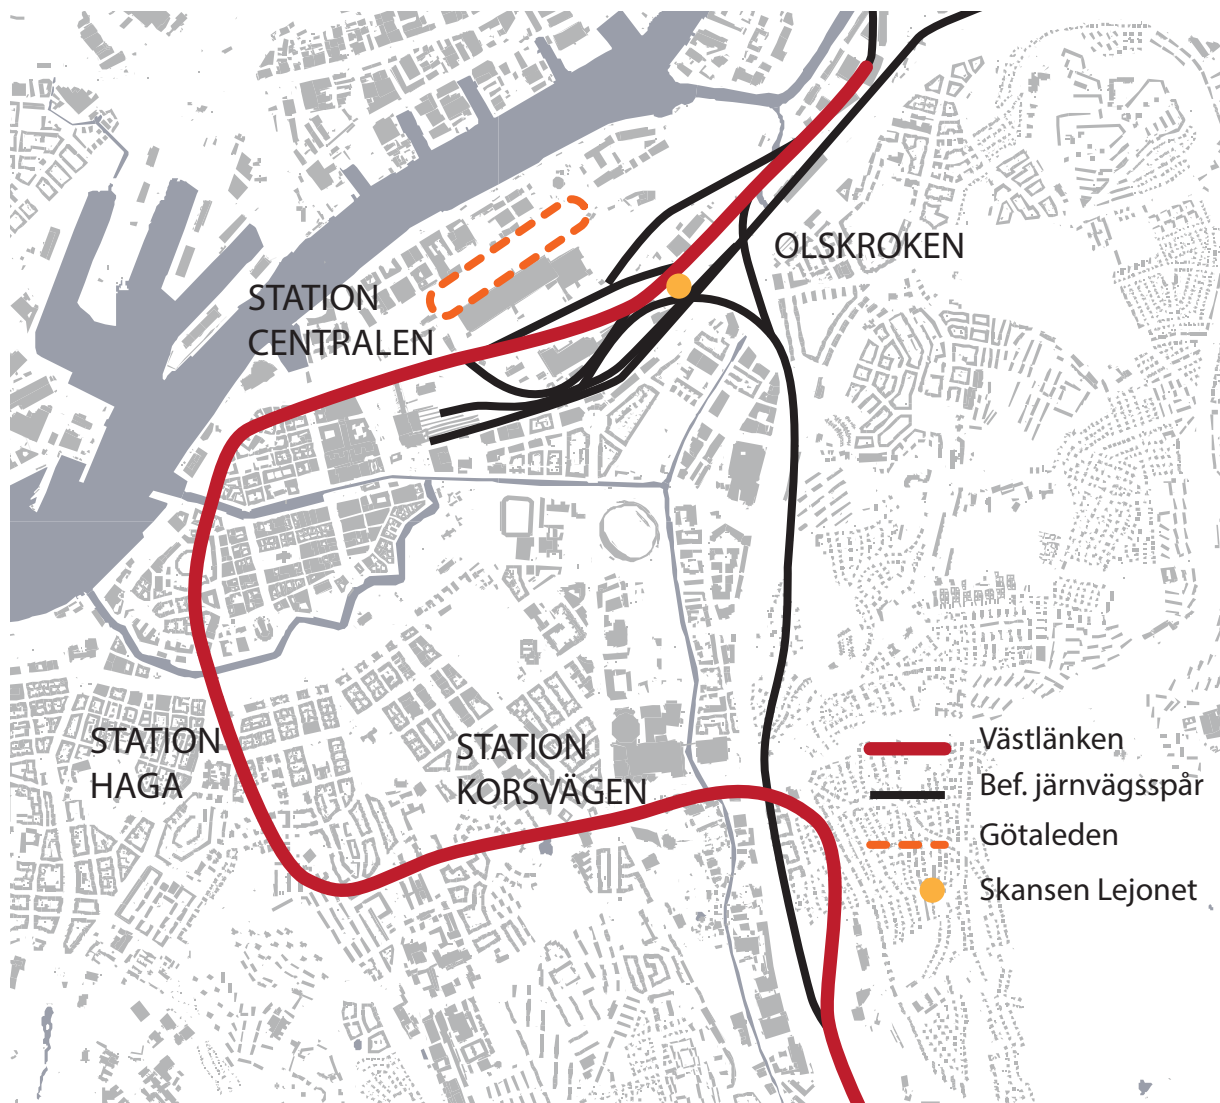 OLSKROKEN
STATION
CENTRALEN
STATION
HAGA
STATION
KORSVÄGEN
Västlänken
Bef. järnvägsspår
Götaleden
Skansen Lejonet